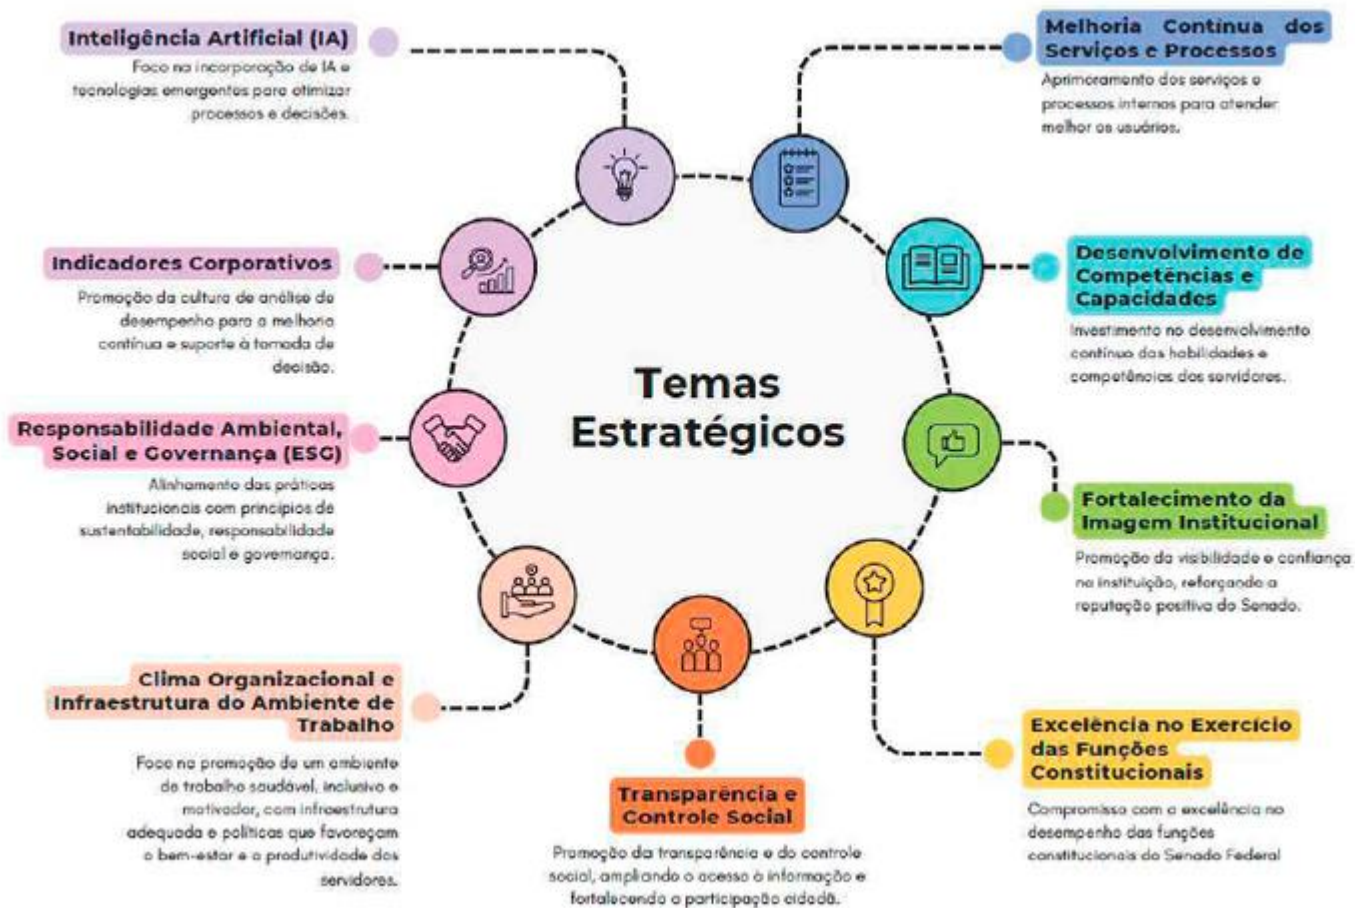 Inteligência Artificial (IA)
Foco na incorporação de IA e
tecnologias emergentes para otimizar
processos e decisões.
Melhoria Contínua dos
Serviços e Processos
Aprimoramento dos serviços e
processos internos para atender
melhor os usuários.
Indicadores Corporativos
Promoção da cultura de análise de
desempenho para a melhoria
contínua e suporte à tomada de
decisão.
Desenvolvimento de
Competências e
Capacidades
Investimento no desenvolvimento
contínuo das habilidades e
competências dos servidores.
Temas
Estratégicos
Responsabilidade Ambiental,
Social e Governança (ESG)
Alinhamento das práticas
institucionais com princípios de
sustentabilidade, responsabilidade
social e governança.
Fortalecimento da
Imagem Institucional
Promoção da visibilidade e confiança
na instituição, reforçando a
reputação positiva do Senado.
Clima Organizacional e
Infraestrutura do Ambiente de
Trabalho
Foco na promoção de um ambiente
de trabalho saudável, inclusivo e
motivador, com infraestrutura
adequada e políticas que favoreçam
o bem-estar e a produtividade dos
servidores.
Transparência e
Controle Social
Promoção da transparência e do controle
social, ampliando o acesso à informação e
fortalecendo a participação cidadã.
Excelência no Exercício
das Funções
Constitucionais
Compromisso com a excelência no
desempenho das funções
constitucionais do Senado Federal